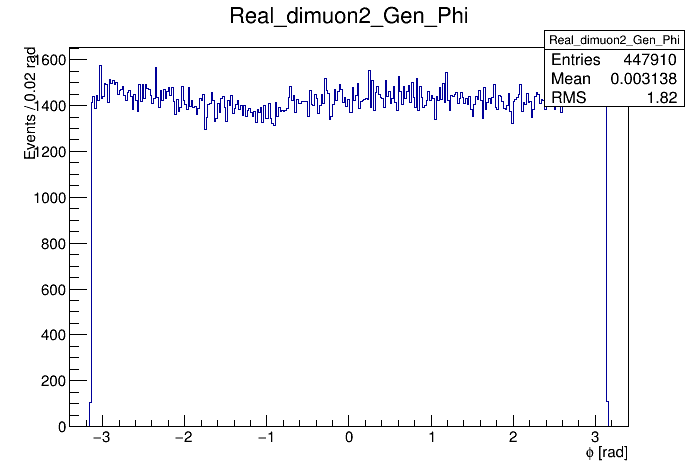 Real_dimuon2_Gen_Phi
Real_dimuon2_Gen_Phi
Entries 447910
Mean 0.003138
RMS 1.82
Events / 0.02 rad
1600
1400
1200
1000
800
600
400
200
0
−3 −2 −1 0 1 2 3
ϕ [rad]